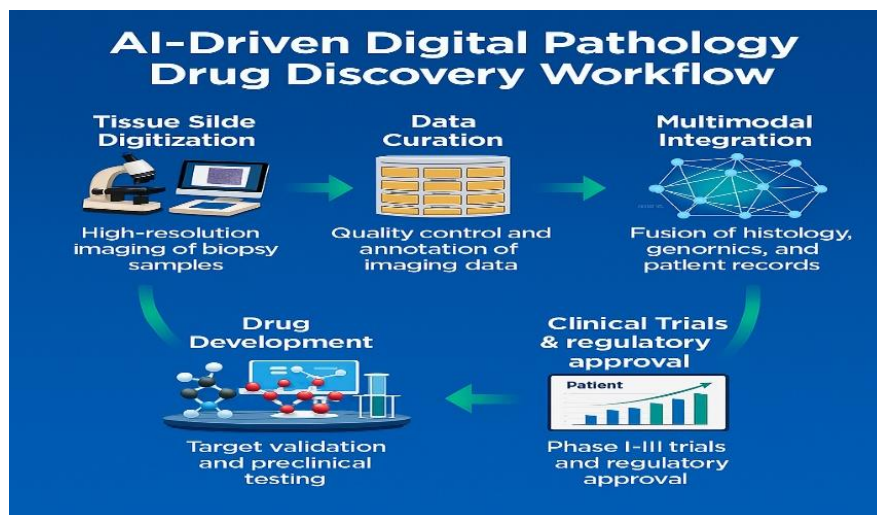 AI-Driven Digital Pathology
Drug Discovery Workflow
Tissue Silde
Digitization
High-resolution
imaging of biopsy
samples
Data
Curation
Quality control and
annotation of
imaging data
Multimodal
Integration
Fusion of histology,
genornics, and
patlent records
Drug
Development
Target validation
and preclinical
testing
Clinical Trials
& regulatory
approval
Patient
Phase I-III trials
and regulatory
approval